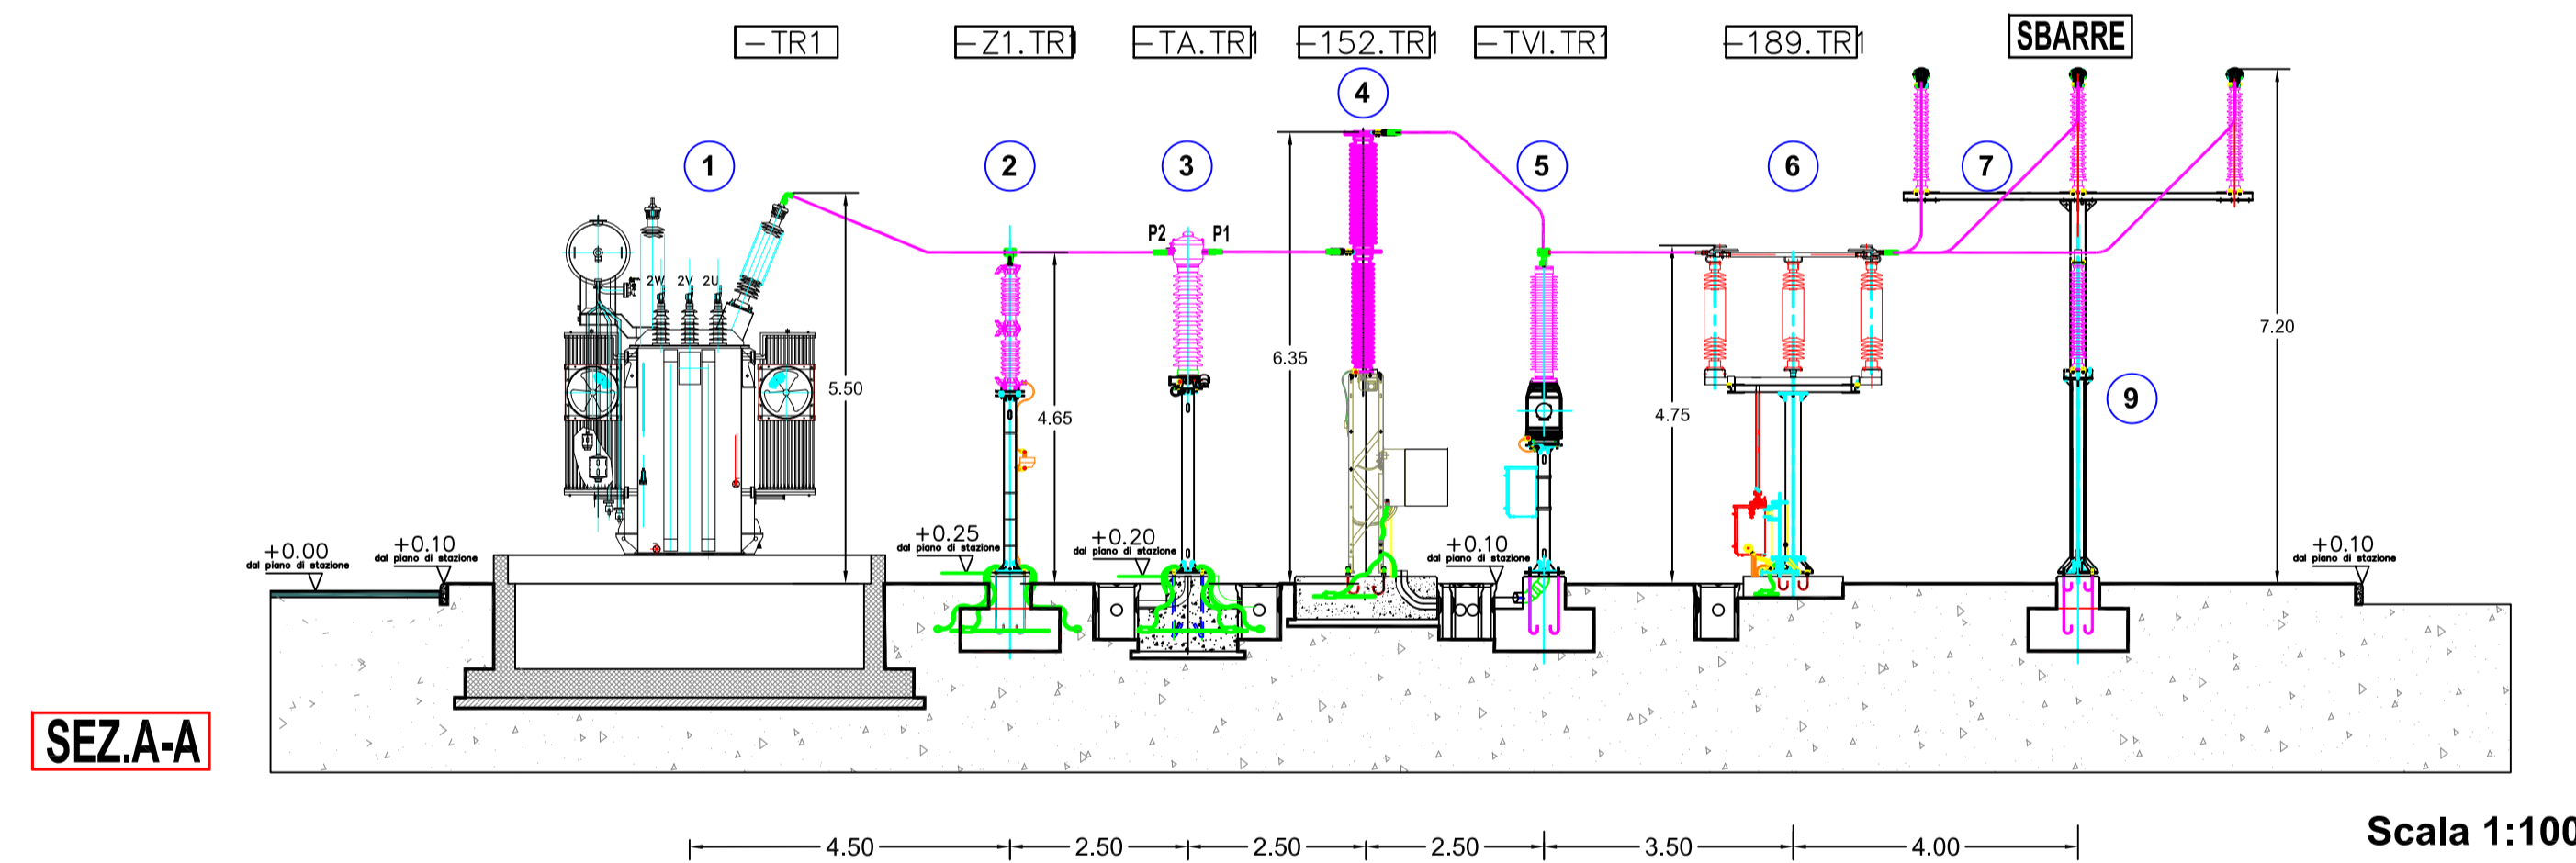 -TR1
-Z1.TR1
-TA.TR1
-152.TR1
-TVI.TR1
-189.TR1
SBARRE
4
1
2
3
5
6
7
P2
P1
2W
2V
2U
7.20
6.35
5.50
4.65
4.75
9
+0.00
dal piano di stazione
+0.10
dal piano di stazione
+0.25
dal piano di stazione
+0.20
dal piano di stazione
+0.10
dal piano di stazione
+0.10
dal piano di stazione
SEZ.A-A
Scala 1:100
4.50
2.50
2.50
2.50
3.50
4.00